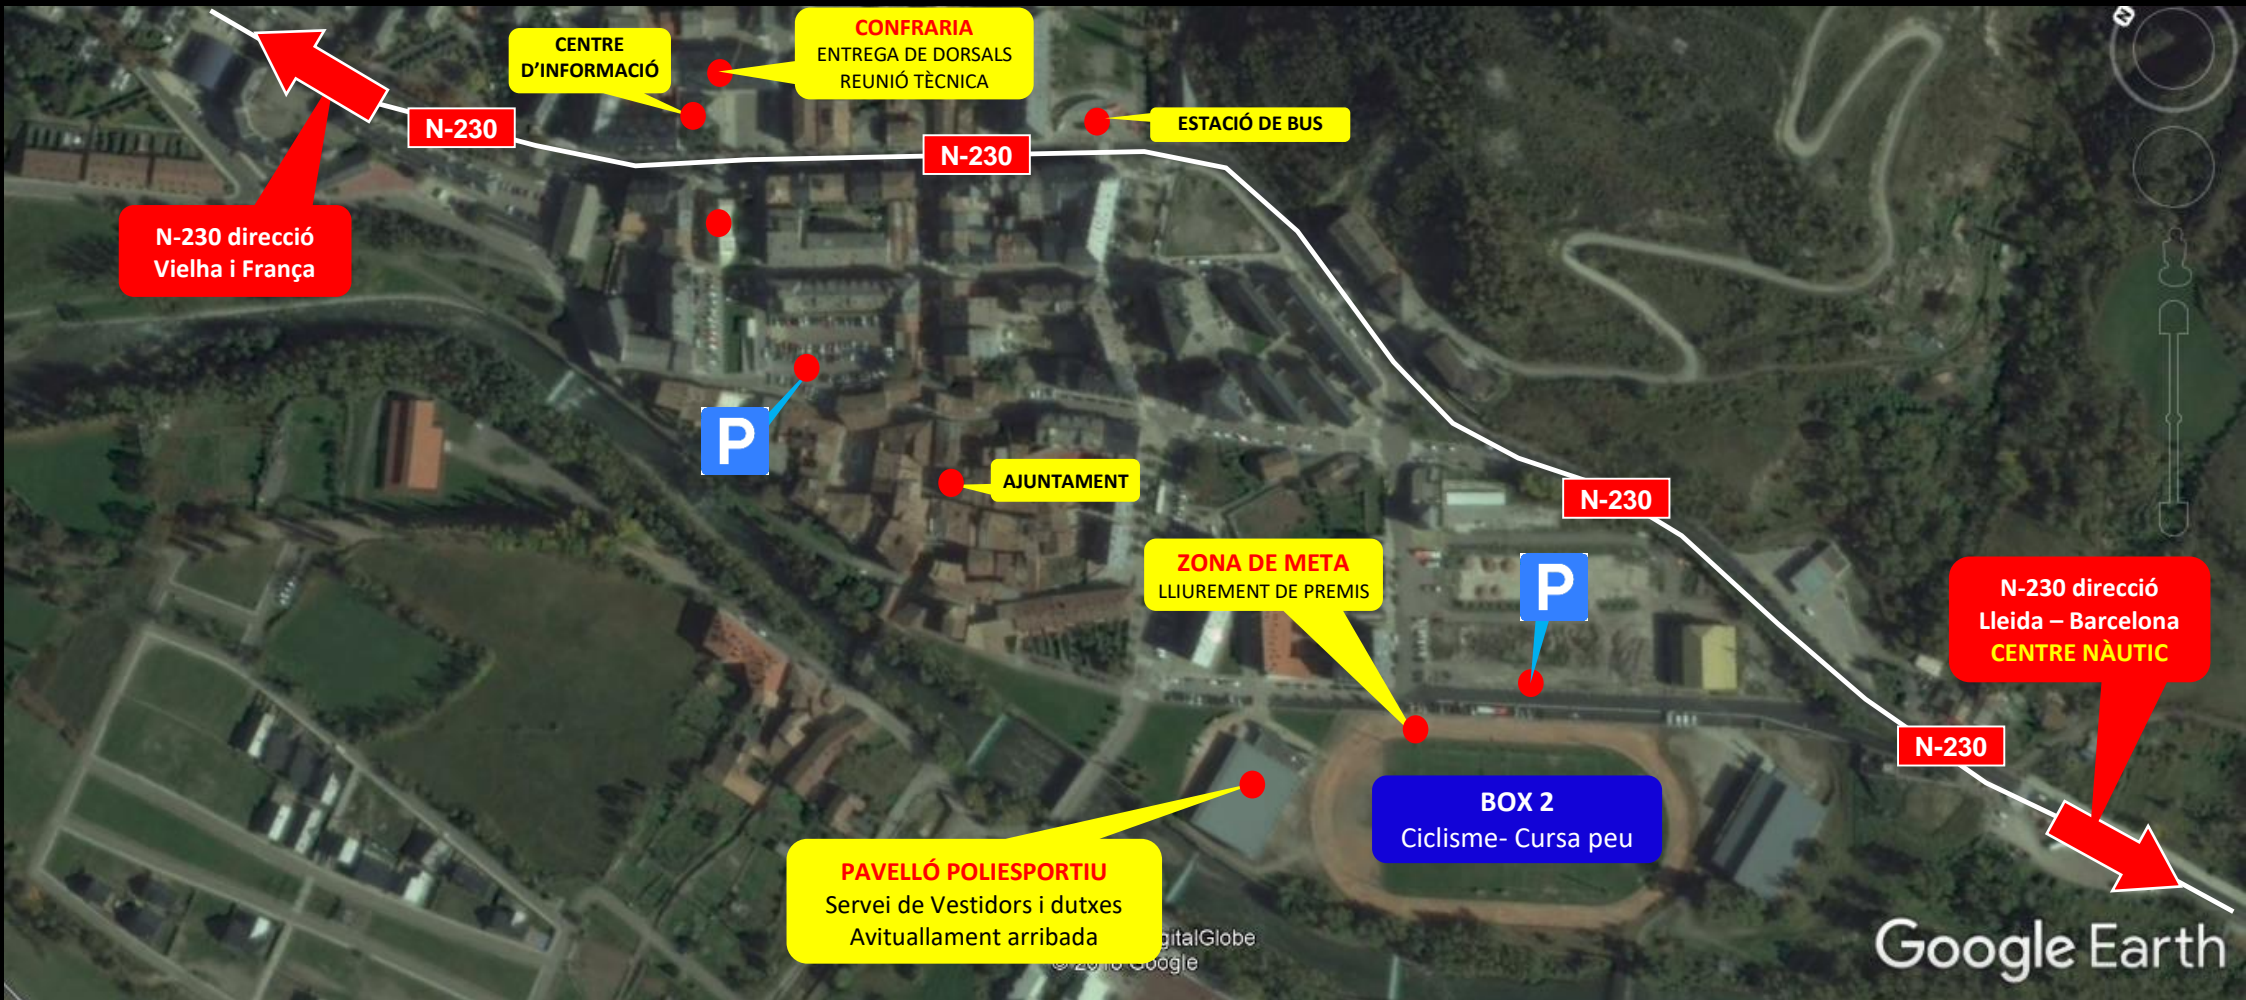 CENTRE
D'INFORMACIÓ
CONFRARIA
ENTREGA DE DORSALS
REUNIÓ TÈCNICA
N
ESTACIÓ DE BUS
N-230
N-230
N-230 direcció
Vielha i França
P
AJUNTAMENT
N-230
ZONA DE META
LLIUREMENT DE PREMIS
P
N-230 direcció
Lleida – Barcelona
CENTRE NÀUTIC
N-230
BOX 2
Ciclisme- Cursa peu
PAVELLÓ POLIESPORTIU
Servei de Vestidors i dutxes
Avituallament arribada
gitalGlobe
Google
Google Earth